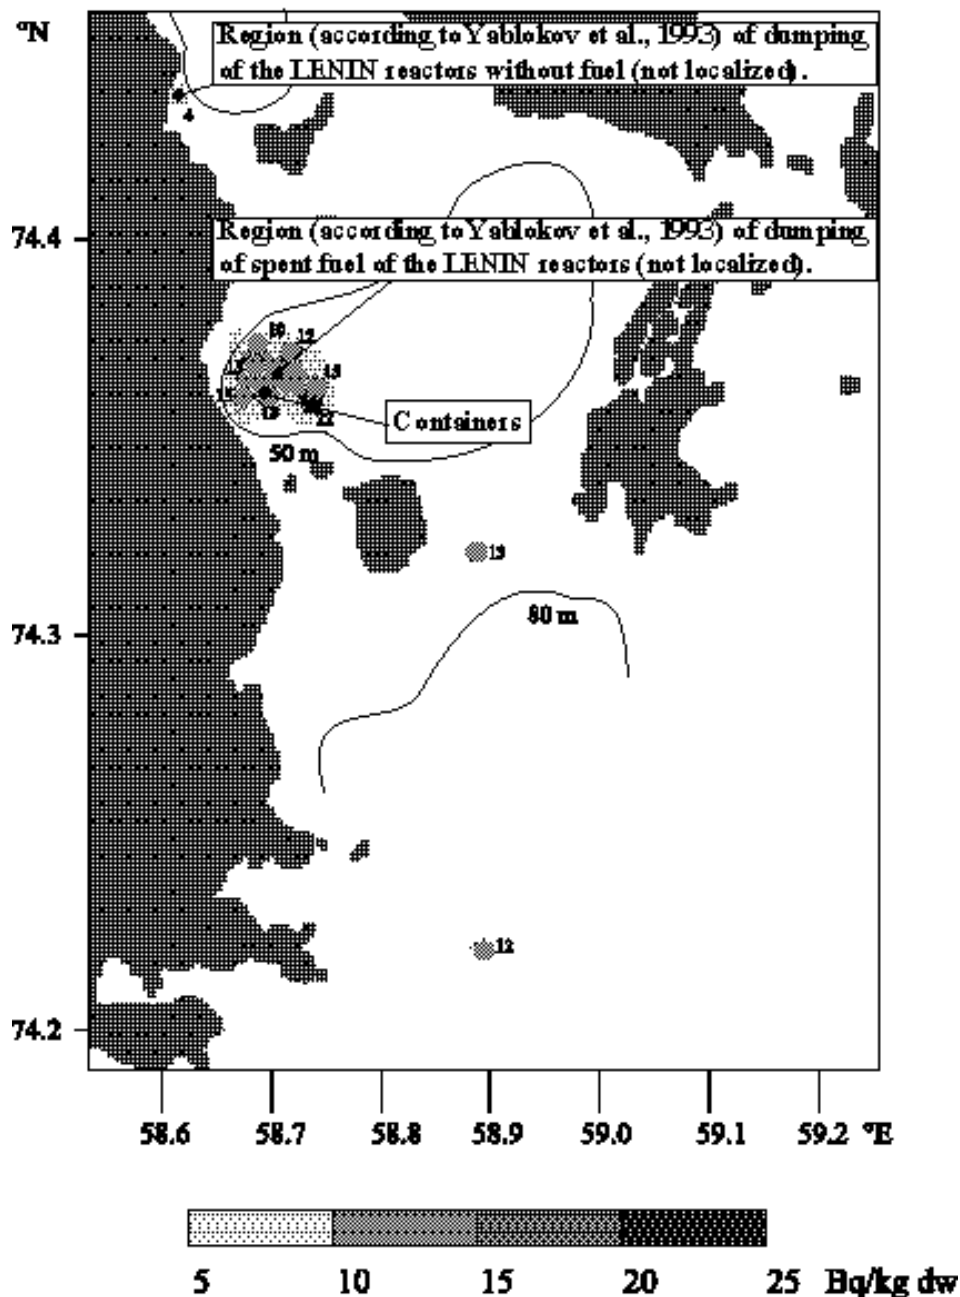 ºN
Region (according to Yablokov et al., 1993) of dumping
of the LENIN reactors without fuel (not localized).
4
Region (according to Yablokov et al., 1993) of dumping
of spent fuel of the LENIN reactors (not localized).
74.4
Containers
50 m
13
80 m
74.3
12
74.2
58.6 58.7 58.8 58.9 59.0 59.1 59.2 ºE
5 10 15 20 25 Bq/kg dw